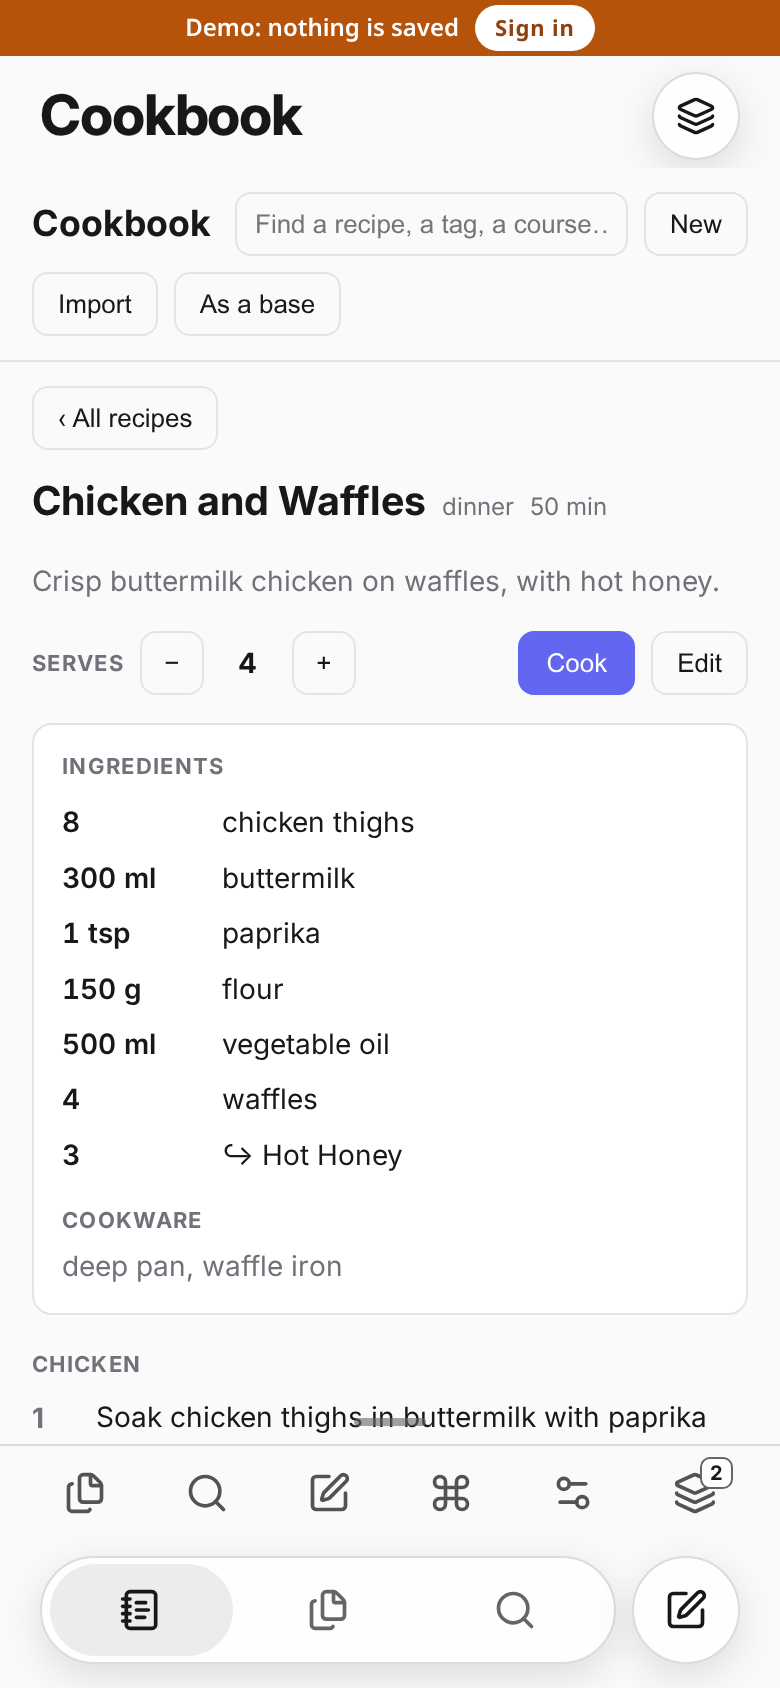 Demo: nothing is saved Sign in
Cookbook
Cookbook Find a recipe, a tag, a course.. New
Import As a base
‹ All recipes
Chicken and Waffles dinner 50 min
Crisp buttermilk chicken on waffles, with hot honey.
SERVES − 4 + Cook Edit
INGREDIENTS
8 chicken thighs
300 ml buttermilk
1 tsp paprika
150 g flour
500 ml vegetable oil
4 waffles
3 ↪ Hot Honey
COOKWARE
deep pan, waffle iron
CHICKEN
1 Soak chicken thighs in buttermilk with paprika
2